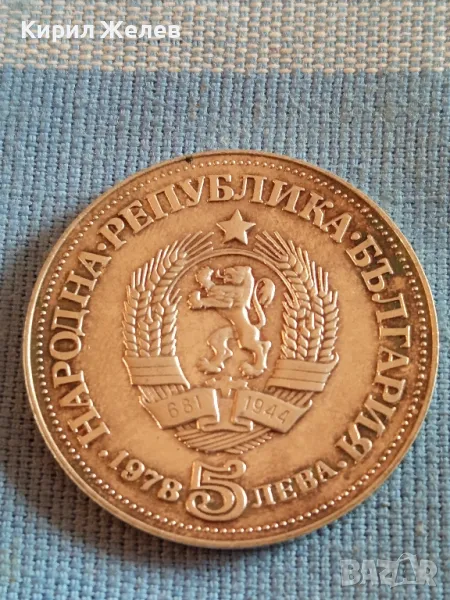 Кирил Желев
НАРОДНА · РЕПУБЛИКА · БЪЛГАРИЯ
681 1944
· 1978 5 ЛЕВА ·
BAZAR